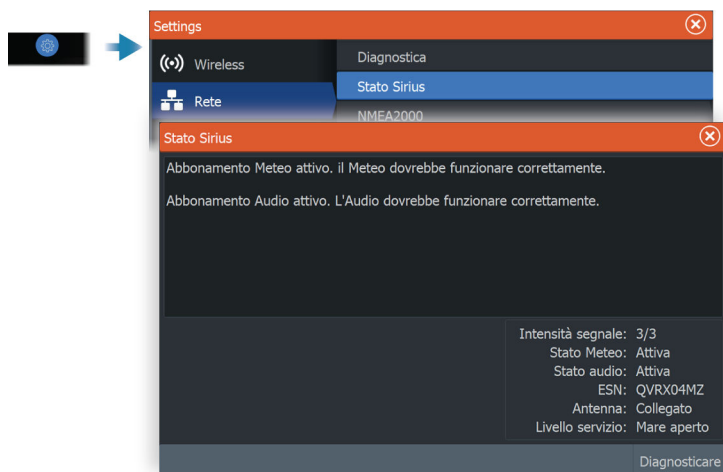 Settings
Wireless
Diagnostica
Stato Sirius
Rete
NMEA2000
Stato Sirius
Abbonamento Meteo attivo. il Meteo dovrebbe funzionare correttamente.
Abbonamento Audio attivo. L'Audio dovrebbe funzionare correttamente.
Intensità segnale: 3/3
Stato Meteo: Attiva
Stato audio: Attiva
ESN: QVRX04MZ
Antenna: Collegato
Livello servizio: Mare aperto
Diagnosticare